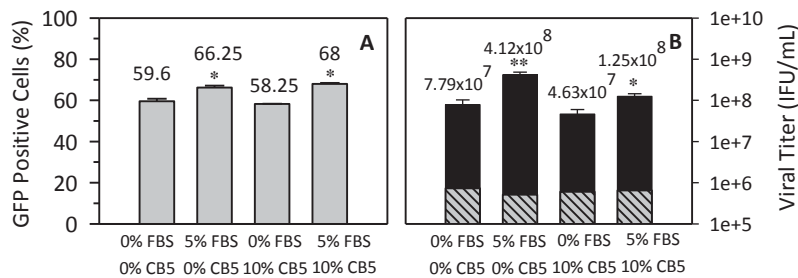 GFP Positive Cells (%)
100
80
60
40
20
0
A
59.6
66.25
*
58.25
68
*
0% FBS
0% CB5
5% FBS
0% CB5
0% FBS
10% CB5
5% FBS
10% CB5
B
7.79x10 7
4.12x10 8
**
4.63x10 7
1.25x10 8
*
0% FBS
0% CB5
5% FBS
0% CB5
0% FBS
10% CB5
5% FBS
10% CB5
1e+10
1e+9
1e+8
1e+7
1e+6
1e+5
Viral Titer (IFU/mL)